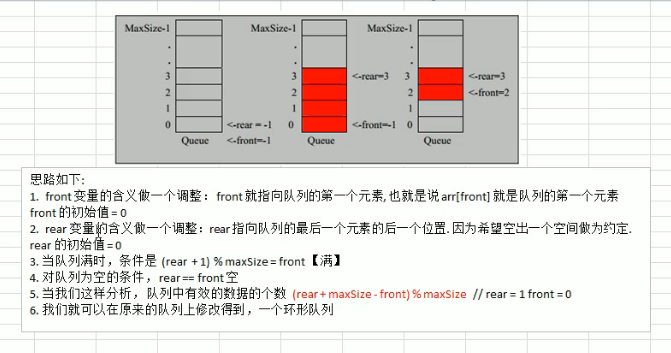 MaxSize-1 MaxSize-1 MaxSize-1
. . .
. . .
3 3 <-rear=3 3 <-rear=3
2 2 2 <-front=2
1 1 1
0 <-rear = -1 0 <-front=-1 0
Queue <-front=-1 Queue Queue
思路如下:
1. front 变量的含义做一个调整： front 就指向队列的第一个元素, 也就是说 arr[front] 就是队列的第一个元素
front 的初始值 = 0
2. rear 变量的含义做一个调整：rear 指向队列的最后一个元素的后一个位置. 因为希望空出一个空间做为约定.
rear 的初始值 = 0
3. 当队列满时，条件是 (rear + 1) % maxSize = front 【满】
4. 对队列为空的条件， rear == front 空
5. 当我们这样分析， 队列中有效的数据的个数 (rear + maxSize - front) % maxSize // rear = 1 front = 0
6. 我们就可以在原来的队列上修改得到，一个环形队列